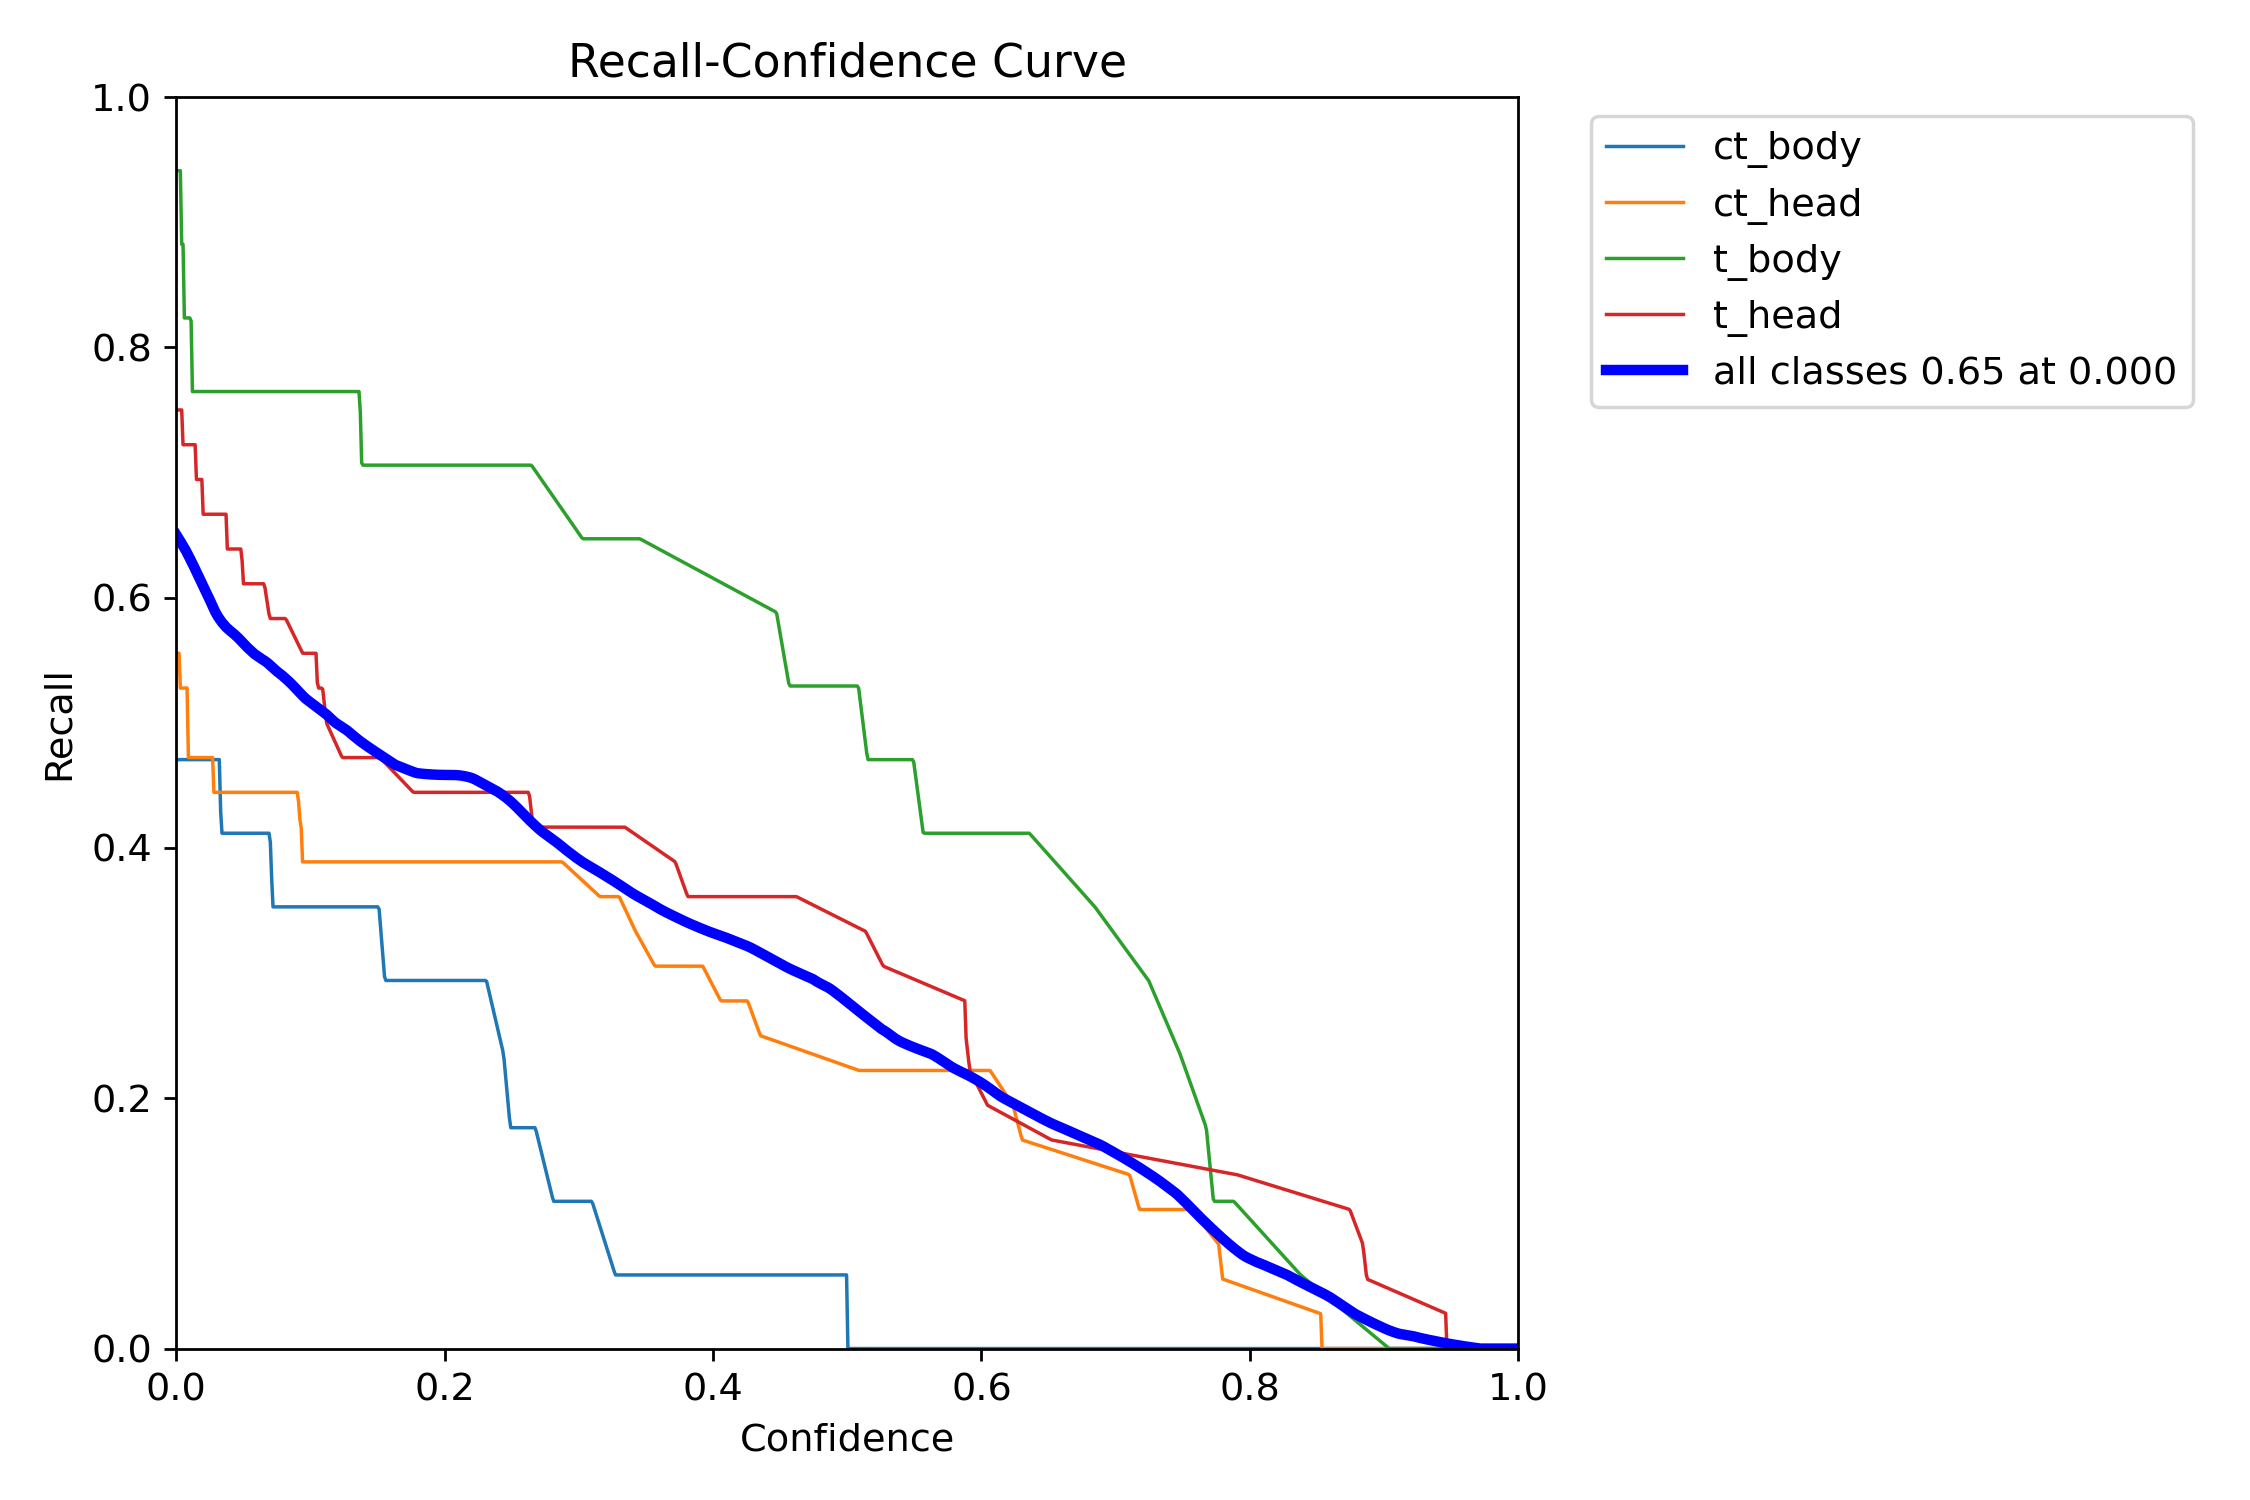 Recall-Confidence Curve
1.0
0.8
0.6
0.4
0.2
0.0
Recall
0.0 0.2 0.4 0.6 0.8 1.0
Confidence
ct_body
ct_head
t_body
t_head
all classes 0.65 at 0.000